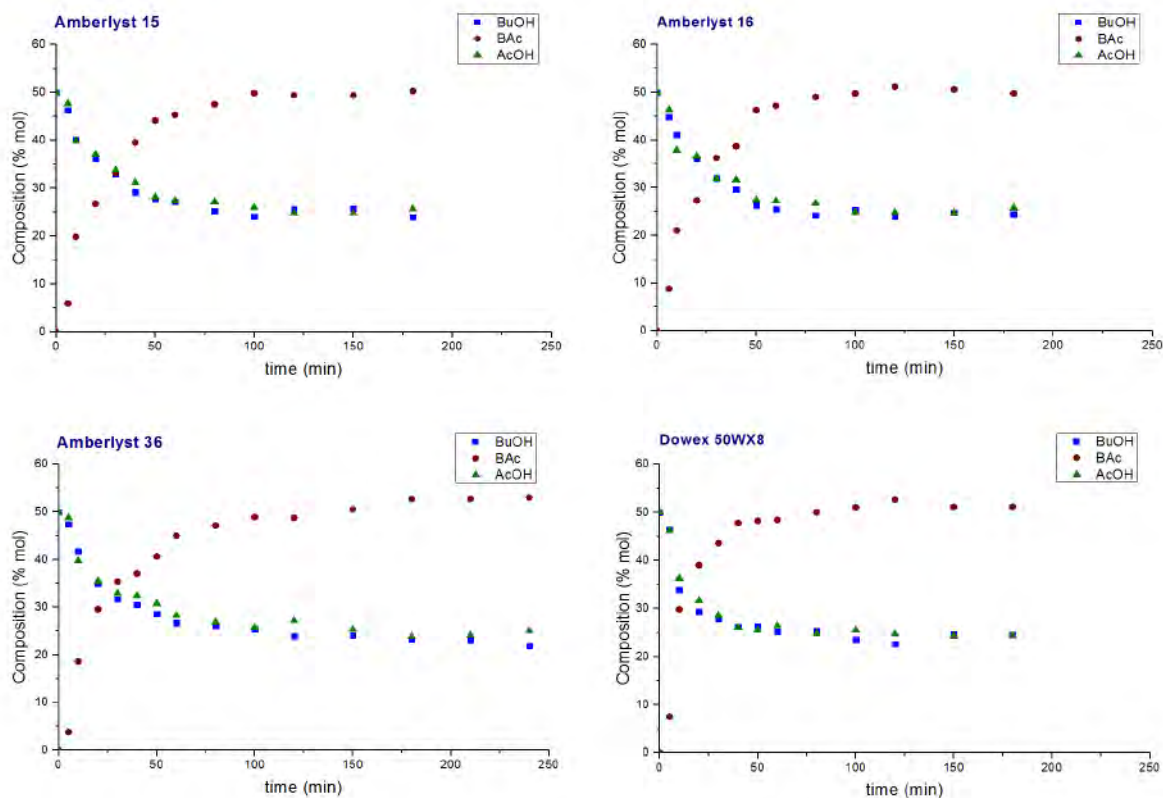 Amberlyst 15
BuOH
BAc
AcOH
Composition (% mol)
60
50
40
30
20
10
0
0
50
100
150
200
250
time (min)
Amberlyst 16
BuOH
BAc
AcOH
Composition (% mol)
60
50
40
30
20
10
0
0
50
100
150
200
250
time (min)
Amberlyst 36
BuOH
BAc
AcOH
Composition (% mol)
60
50
40
30
20
10
0
0
50
100
150
200
250
time (min)
Dowex 50WX8
BuOH
BAc
AcOH
Composition (% mol)
60
50
40
30
20
10
0
0
50
100
150
200
250
time (min)